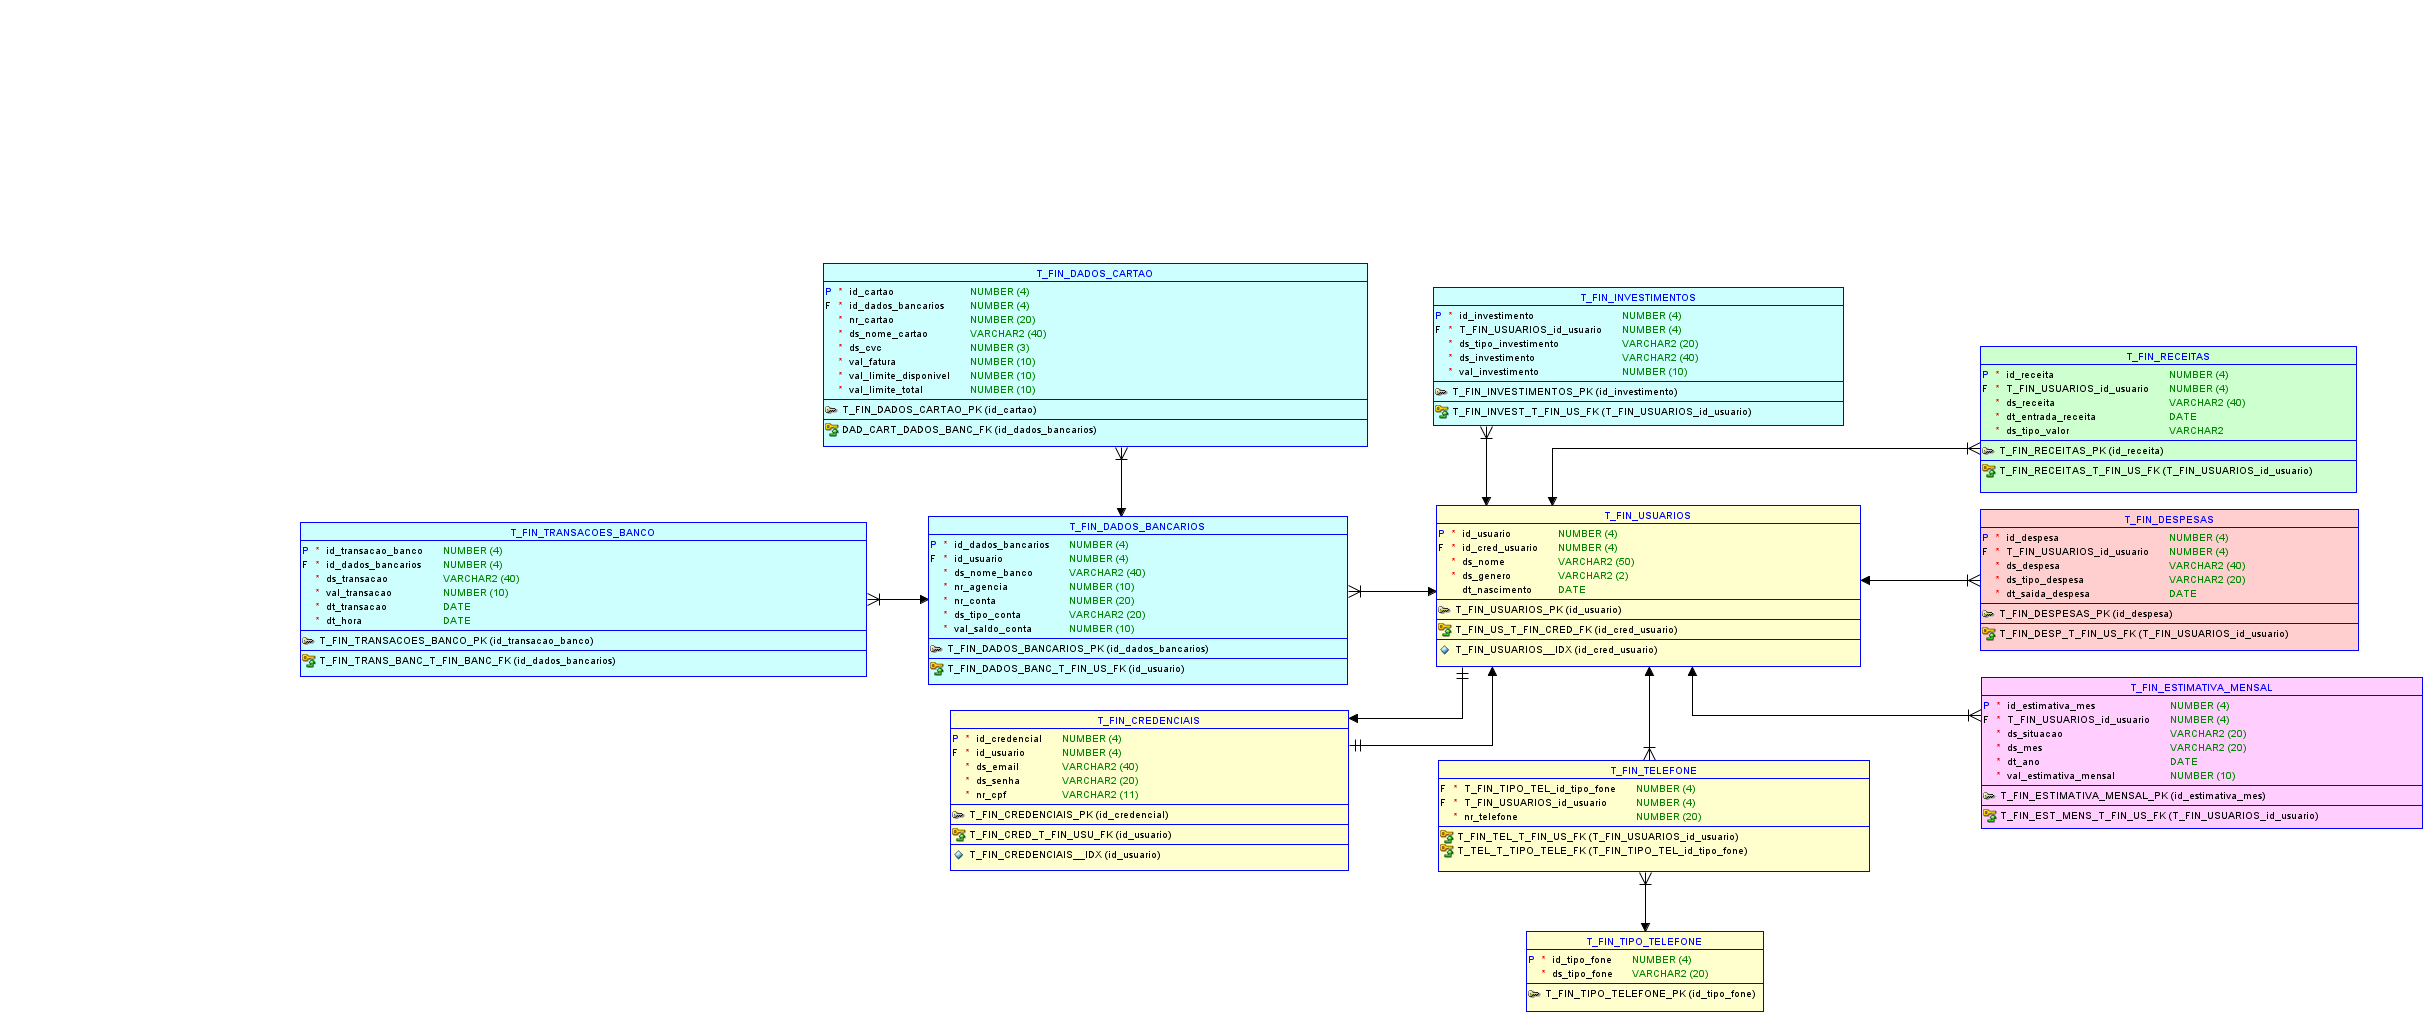 T_FIN_DADOS_CARTAO
P * id_cartao NUMBER (4)
F * id_dados_bancarios NUMBER (4)
* nr_cartao NUMBER (20)
* ds_nome_cartao VARCHAR2 (40)
* ds_cvc NUMBER (3)
* val_fatura NUMBER (10)
* val_limite_disponivel NUMBER (10)
* val_limite_total NUMBER (10)
T_FIN_DADOS_CARTAO_PK (id_cartao)
DAD_CART_DADOS_BANC_FK (id_dados_bancarios)
T_FIN_INVESTIMENTOS
P * id_investimento NUMBER (4)
F * T_FIN_USUARIOS_id_usuario NUMBER (4)
* ds_tipo_investimento VARCHAR2 (20)
* ds_investimento VARCHAR2 (40)
* val_investimento NUMBER (10)
T_FIN_INVESTIMENTOS_PK (id_investimento)
T_FIN_INVEST_T_FIN_US_FK (T_FIN_USUARIOS_id_usuario)
T_FIN_RECEITAS
P * id_receita NUMBER (4)
F * T_FIN_USUARIOS_id_usuario NUMBER (4)
* ds_receita VARCHAR2 (40)
* dt_entrada_receita DATE
* ds_tipo_valor VARCHAR2
T_FIN_RECEITAS_PK (id_receita)
T_FIN_RECEITAS_T_FIN_US_FK (T_FIN_USUARIOS_id_usuario)
T_FIN_TRANSACOES_BANCO
P * id_transacao_banco NUMBER (4)
F * id_dados_bancarios NUMBER (4)
* ds_transacao VARCHAR2 (40)
* val_transacao NUMBER (10)
* dt_transacao DATE
* dt_hora DATE
T_FIN_TRANSACOES_BANCO_PK (id_transacao_banco)
T_FIN_TRANS_BANC_T_FIN_BANC_FK (id_dados_bancarios)
T_FIN_DADOS_BANCARIOS
P * id_dados_bancarios NUMBER (4)
F * id_usuario NUMBER (4)
* ds_nome_banco VARCHAR2 (40)
* nr_agencia NUMBER (10)
* nr_conta NUMBER (20)
* ds_tipo_conta VARCHAR2 (20)
* val_saldo_conta NUMBER (10)
T_FIN_DADOS_BANCARIOS_PK (id_dados_bancarios)
T_FIN_DADOS_BANC_T_FIN_US_FK (id_usuario)
T_FIN_USUARIOS
P * id_usuario NUMBER (4)
F * id_cred_usuario NUMBER (4)
* ds_nome VARCHAR2 (50)
* ds_genero VARCHAR2 (2)
dt_nascimento DATE
T_FIN_USUARIOS_PK (id_usuario)
T_FIN_US_T_FIN_CRED_FK (id_cred_usuario)
T_FIN_USUARIOS__IDX (id_cred_usuario)
T_FIN_DESPESAS
P * id_despesa NUMBER (4)
F * T_FIN_USUARIOS_id_usuario NUMBER (4)
* ds_despesa VARCHAR2 (40)
* ds_tipo_despesa VARCHAR2 (20)
* dt_saida_despesa DATE
T_FIN_DESPESAS_PK (id_despesa)
T_FIN_DESP_T_FIN_US_FK (T_FIN_USUARIOS_id_usuario)
T_FIN_CREDENCIAIS
P * id_credencial NUMBER (4)
F * id_usuario NUMBER (4)
* ds_email VARCHAR2 (40)
* ds_senha VARCHAR2 (20)
* nr_cpf VARCHAR2 (11)
T_FIN_CREDENCIAIS_PK (id_credencial)
T_FIN_CRED_T_FIN_USU_FK (id_usuario)
T_FIN_CREDENCIAIS__IDX (id_usuario)
T_FIN_TELEFONE
F * T_FIN_TIPO_TEL_id_tipo_fone NUMBER (4)
F * T_FIN_USUARIOS_id_usuario NUMBER (4)
* nr_telefone NUMBER (20)
T_FIN_TEL_T_FIN_US_FK (T_FIN_USUARIOS_id_usuario)
T_TEL_T_TIPO_TELE_FK (T_FIN_TIPO_TEL_id_tipo_fone)
T_FIN_ESTIMATIVA_MENSAL
P * id_estimativa_mes NUMBER (4)
F * T_FIN_USUARIOS_id_usuario NUMBER (4)
* ds_situacao VARCHAR2 (20)
* ds_mes VARCHAR2 (20)
* dt_ano DATE
* val_estimativa_mensal NUMBER (10)
T_FIN_ESTIMATIVA_MENSAL_PK (id_estimativa_mes)
T_FIN_EST_MENS_T_FIN_US_FK (T_FIN_USUARIOS_id_usuario)
T_FIN_TIPO_TELEFONE
P * id_tipo_fone NUMBER (4)
* ds_tipo_fone VARCHAR2 (20)
T_FIN_TIPO_TELEFONE_PK (id_tipo_fone)